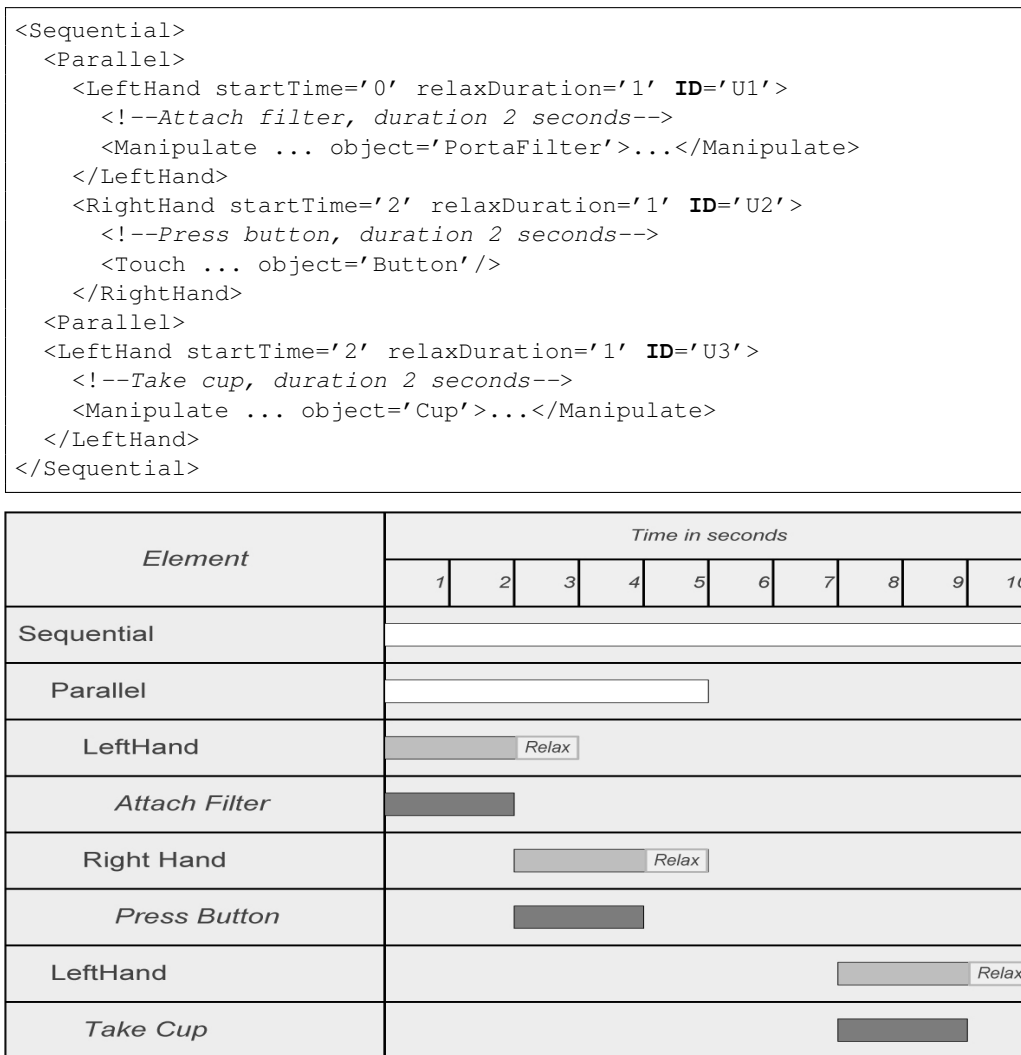 <Sequential>
<Parallel>
<LeftHand startTime='0' relaxDuration='1' ID='U1'>
<!--Attach filter, duration 2 seconds-->
<Manipulate ... object='PortaFilter'>...</Manipulate>
</LeftHand>
<RightHand startTime='2' relaxDuration='1' ID='U2'>
<!--Press button, duration 2 seconds-->
<Touch ... object='Button'/>
</RightHand>
<Parallel>
<LeftHand startTime='2' relaxDuration='1' ID='U3'>
<!--Take cup, duration 2 seconds-->
<Manipulate ... object='Cup'>...</Manipulate>
</LeftHand>
</Sequential>
Element
Time in seconds
1 2 3 4 5 6 7 8 9 10
Sequential
Parallel
LeftHand Relax
Attach Filter
Right Hand Relax
Press Button
LeftHand Relax
Take Cup